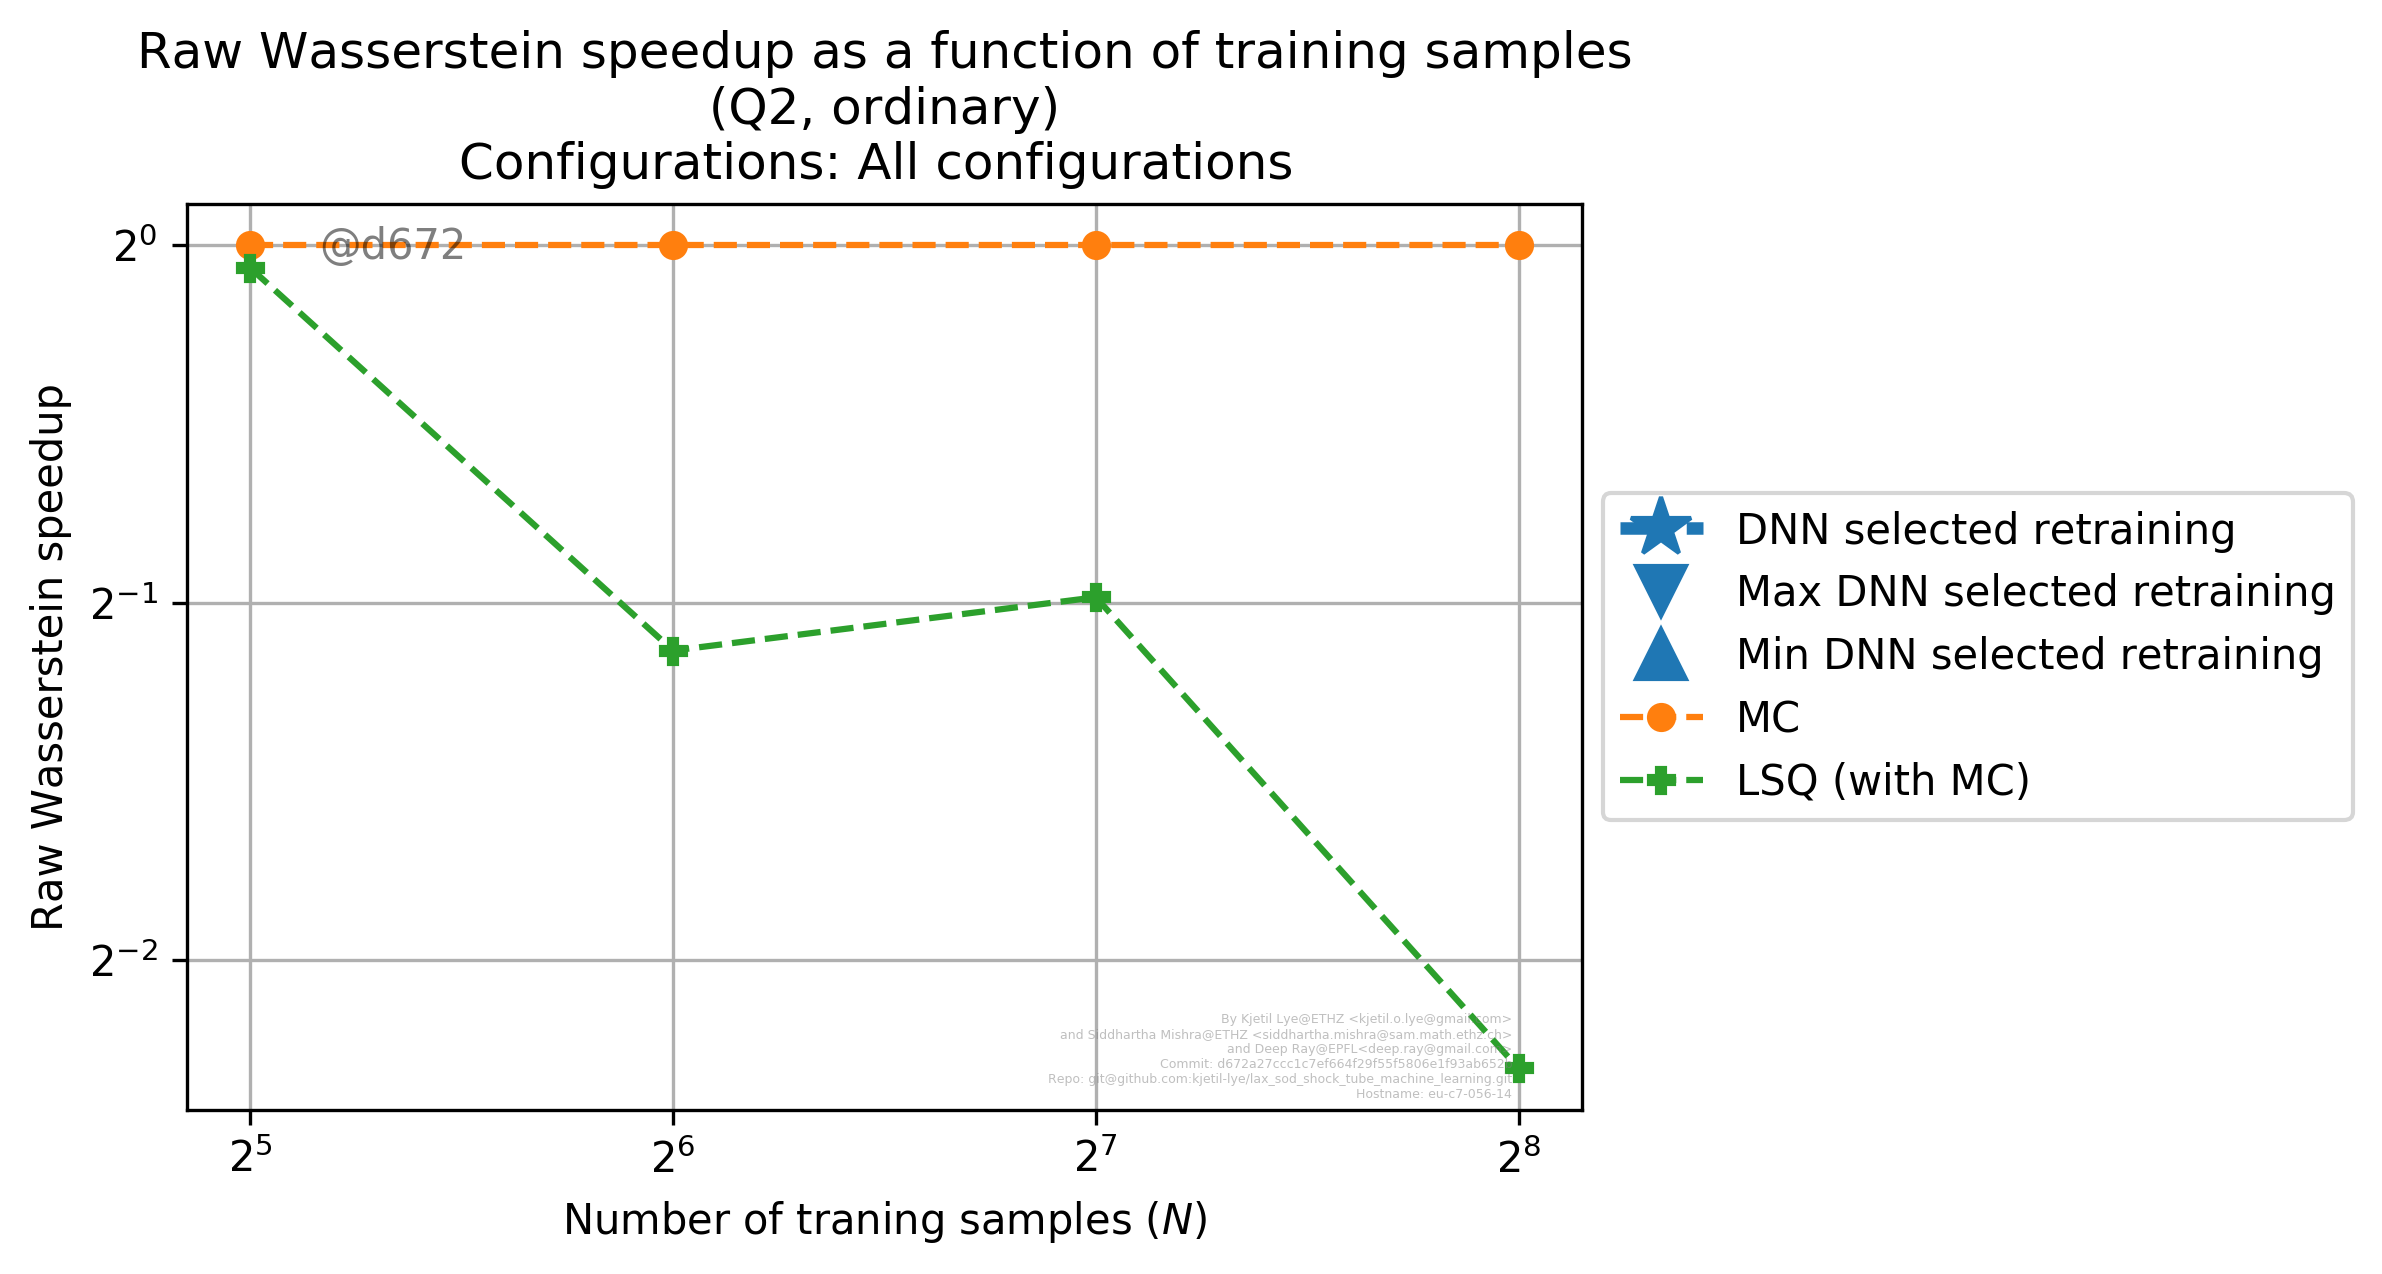 Raw Wasserstein speedup as a function of training samples
(Q2, ordinary)
Configurations: All configurations
Raw Wasserstein speedup
2⁰
2⁻¹
2⁻²
@d672
By Kjetil Lye@ETHZ <kjetil.o.lye@gmail.com>
and Siddhartha Mishra@ETHZ <siddhartha.mishra@sam.math.ethz.ch>
and Deep Ray@EPFL<deep.ray@gmail.com>
Commit:
Repo: git@github.com:kjetil-lye/lax_sod_shock_tube_machine_learning.git
Hostname: eu-c7-056-14
2⁵ 2⁶ 2⁷ 2⁸
Number of traning samples (N)
DNN selected retraining
Max DNN selected retraining
Min DNN selected retraining
MC
LSQ (with MC)